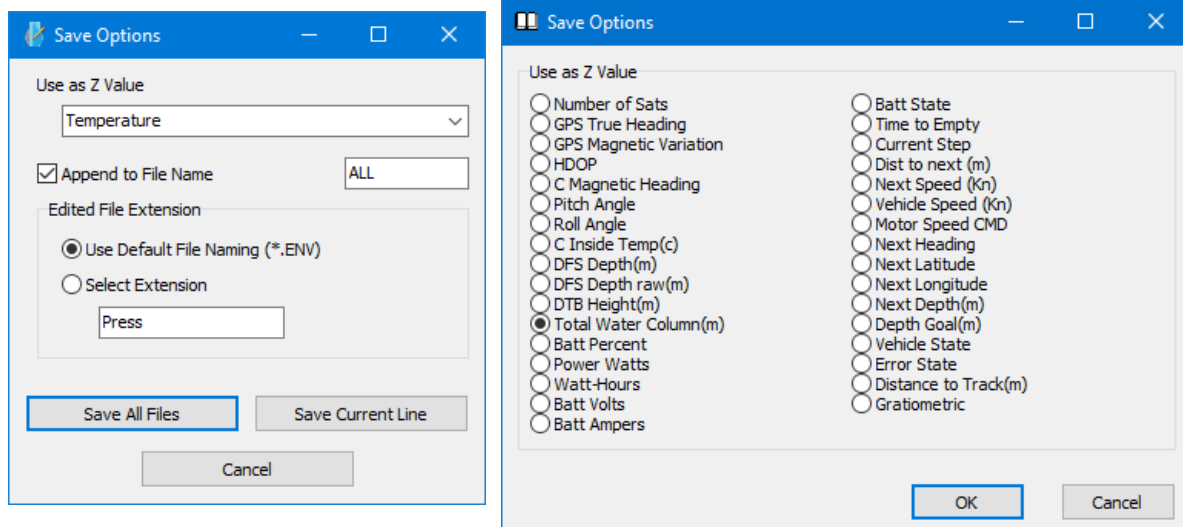 Save Options
Use as Z Value
Temperature
Append to File Name
ALL
Edited File Extension
Use Default File Naming (*.ENV)
Select Extension
Press
Save All Files
Save Current Line
Cancel
Save Options
Use as Z Value
Number of Sats
GPS True Heading
GPS Magnetic Variation
HDOP
C Magnetic Heading
Pitch Angle
Roll Angle
C Inside Temp(c)
DFS Depth(m)
DFS Depth raw(m)
DTB Height(m)
Total Water Column(m)
Batt Percent
Power Watts
Watt-Hours
Batt Volts
Batt Ampers
Batt State
Time to Empty
Current Step
Dist to next (m)
Next Speed (Kn)
Vehicle Speed (Kn)
Motor Speed CMD
Next Heading
Next Latitude
Next Longitude
Next Depth(m)
Depth Goal(m)
Vehicle State
Error State
Distance to Track(m)
Gratiometric
OK
Cancel